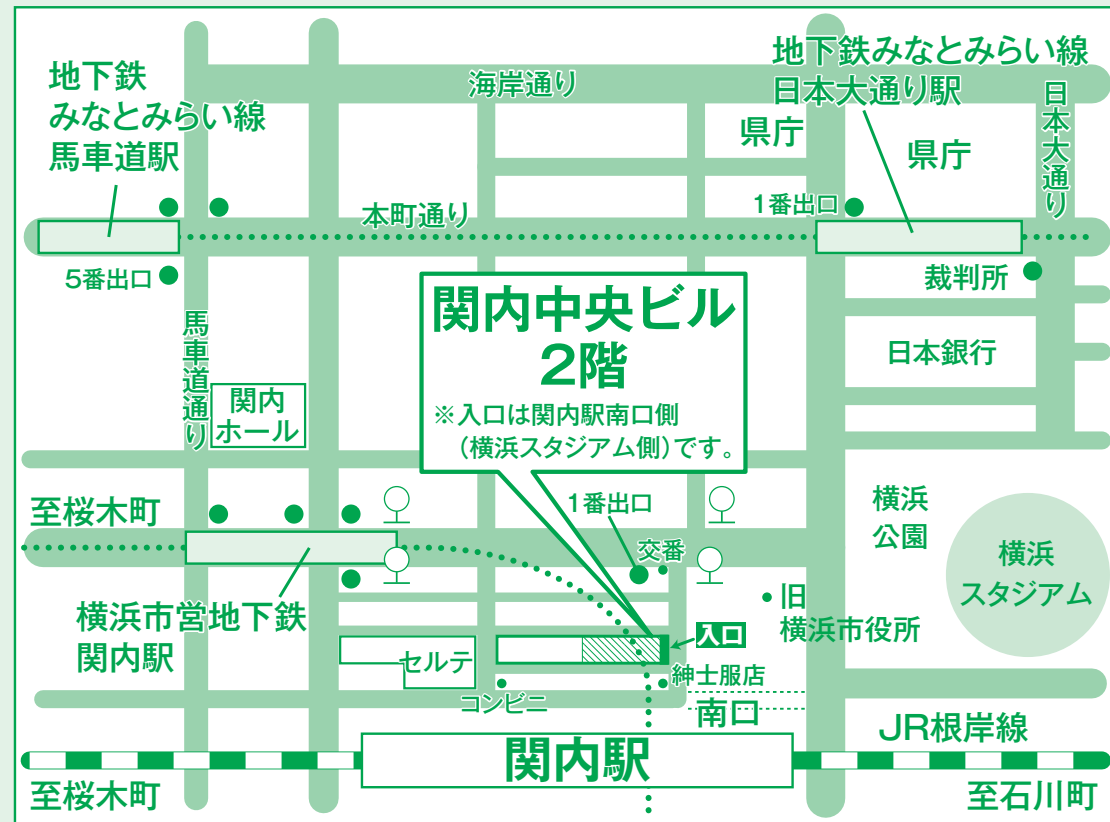 地下鉄
みなとみらい線
馬車道駅
海岸通り
地下鉄みなとみらい線
日本大通り駅
県庁
県庁
日本大通り
1番出口
本町通り
5番出口
裁判所
日本銀行
馬車道通り
関内
ホール
関内中央ビル
2階
※入口は関内駅南口側
（横浜スタジアム側）です。
至桜木町
1番出口
交番
横浜
公園
横浜
スタジアム
横浜市営地下鉄
関内駅
旧
横浜市役所
入口
セルテ
コンビニ
紳士服店
南口
JR根岸線
関内駅
至桜木町
至石川町